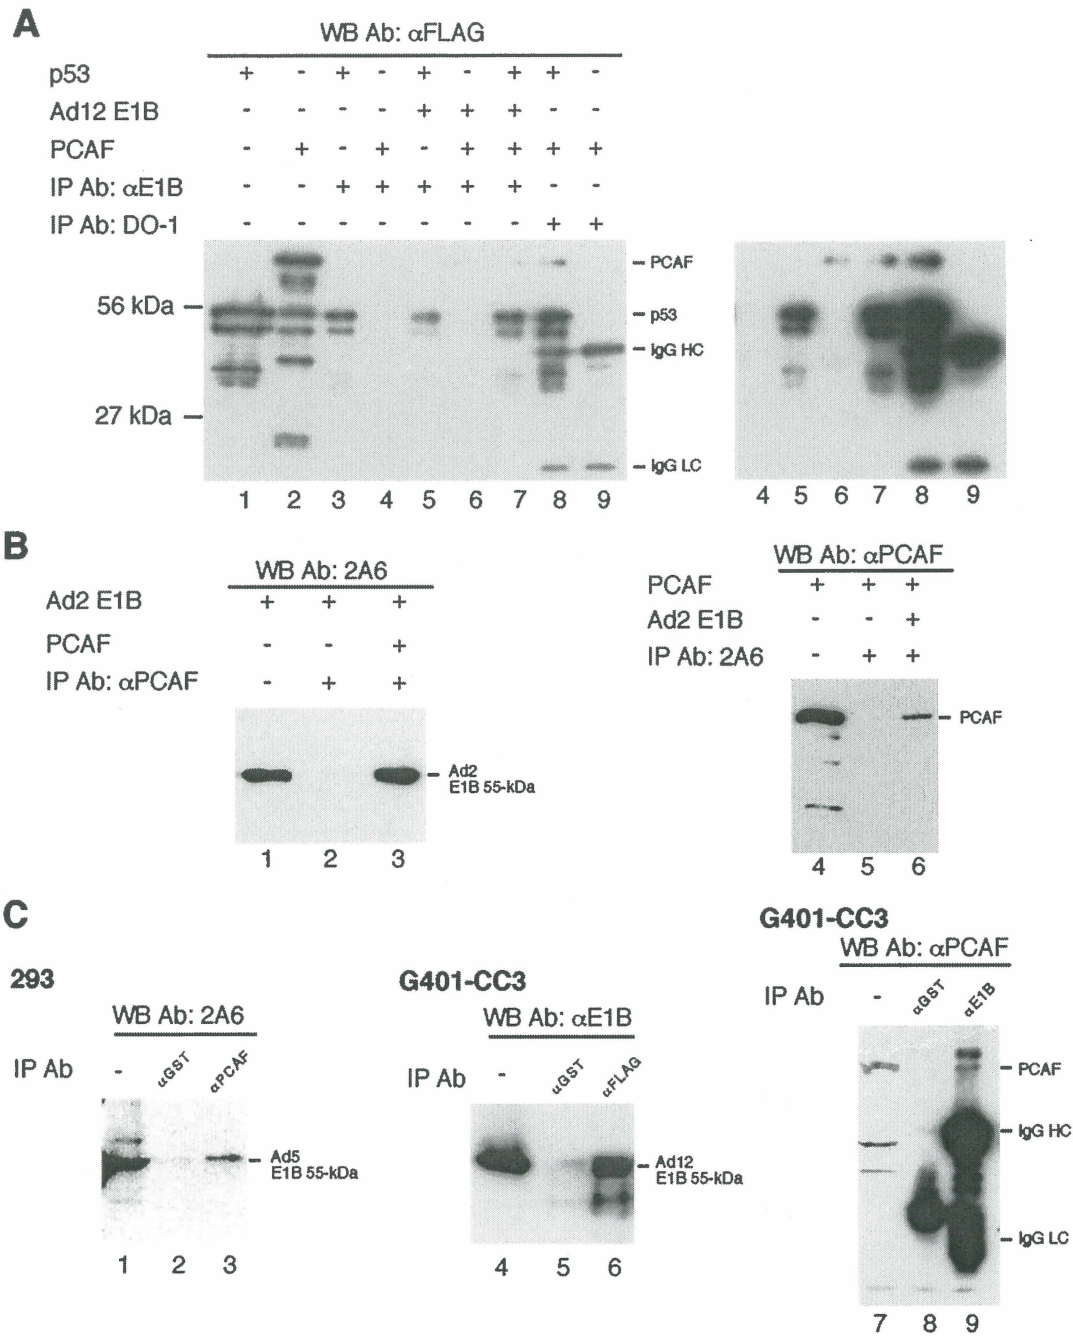 A
WB Ab: αFLAG
p53 + - + - + - + + -
Ad12 E1B - - - - + + + - -
PCAF - + - + - + + + +
IP Ab: αE1B - - + + + + + - -
IP Ab: DO-1 - - - - - - - + +
PCAF
56 kDa
p53
IgG HC
27 kDa
IgG LC
1 2 3 4 5 6 7 8 9
4 5 6 7 8 9
B
WB Ab: 2A6
Ad2 E1B + + +
PCAF - - +
IP Ab: αPCAF - + +
Ad2
E1B 55-kDa
1 2 3
WB Ab: αPCAF
PCAF + + +
Ad2 E1B - - +
IP Ab: 2A6 - + +
PCAF
4 5 6
C
293
WB Ab: 2A6
IP Ab - αGST αPCAF
Ad5
E1B 55-kDa
1 2 3
G401-CC3
WB Ab: αE1B
IP Ab - αGST αFLAG
Ad12
E1B 55-kDa
4 5 6
G401-CC3
WB Ab: αPCAF
IP Ab - αGST αE1B
PCAF
IgG HC
IgG LC
7 8 9